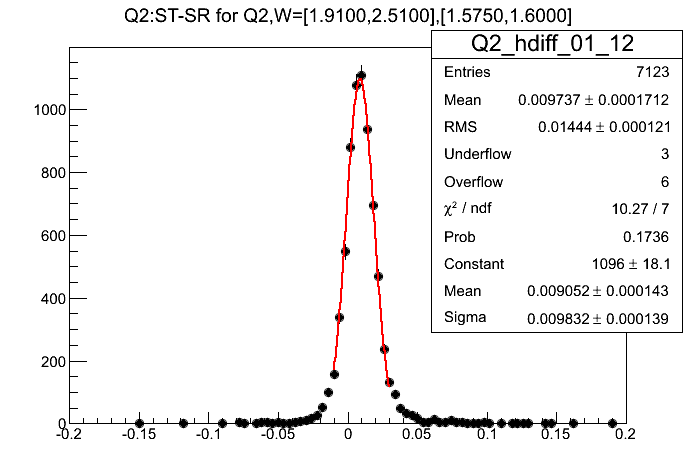 Q2:ST-SR for Q2,W=[1.9100,2.5100],[1.5750,1.6000]
Q2_hdiff_01_12
Entries 7123
Mean 0.009737 ± 0.0001712
RMS 0.01444 ± 0.000121
Underflow 3
Overflow 6
χ² / ndf 10.27 / 7
Prob 0.1736
Constant 1096 ± 18.1
Mean 0.009052 ± 0.000143
Sigma 0.009832 ± 0.000139
1000
800
600
400
200
0
-0.2 -0.15 -0.1 -0.05 0 0.05 0.1 0.15 0.2